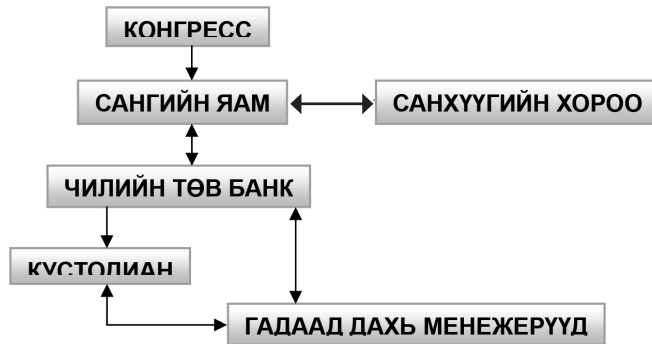 КОНГРЕСС
САНГИЙН ЯАМ
САНХҮҮГИЙН ХОРОО
ЧИЛИЙН ТӨВ БАНК
КУСТОДИАН
ГАДААД ДАХЬ МЕНЕЖЕРҮҮД